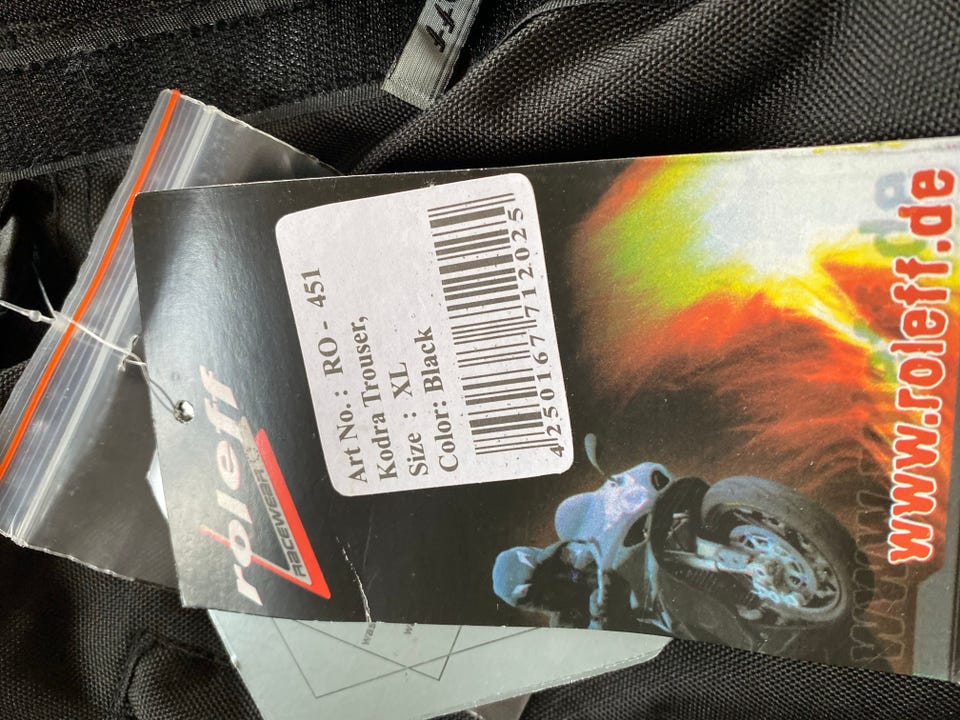 roleff
RACEWEAR
Art No. : RO - 451
Kodra Trouser,
Size : XL
Color: Black
4250167712025
www.roleff.de